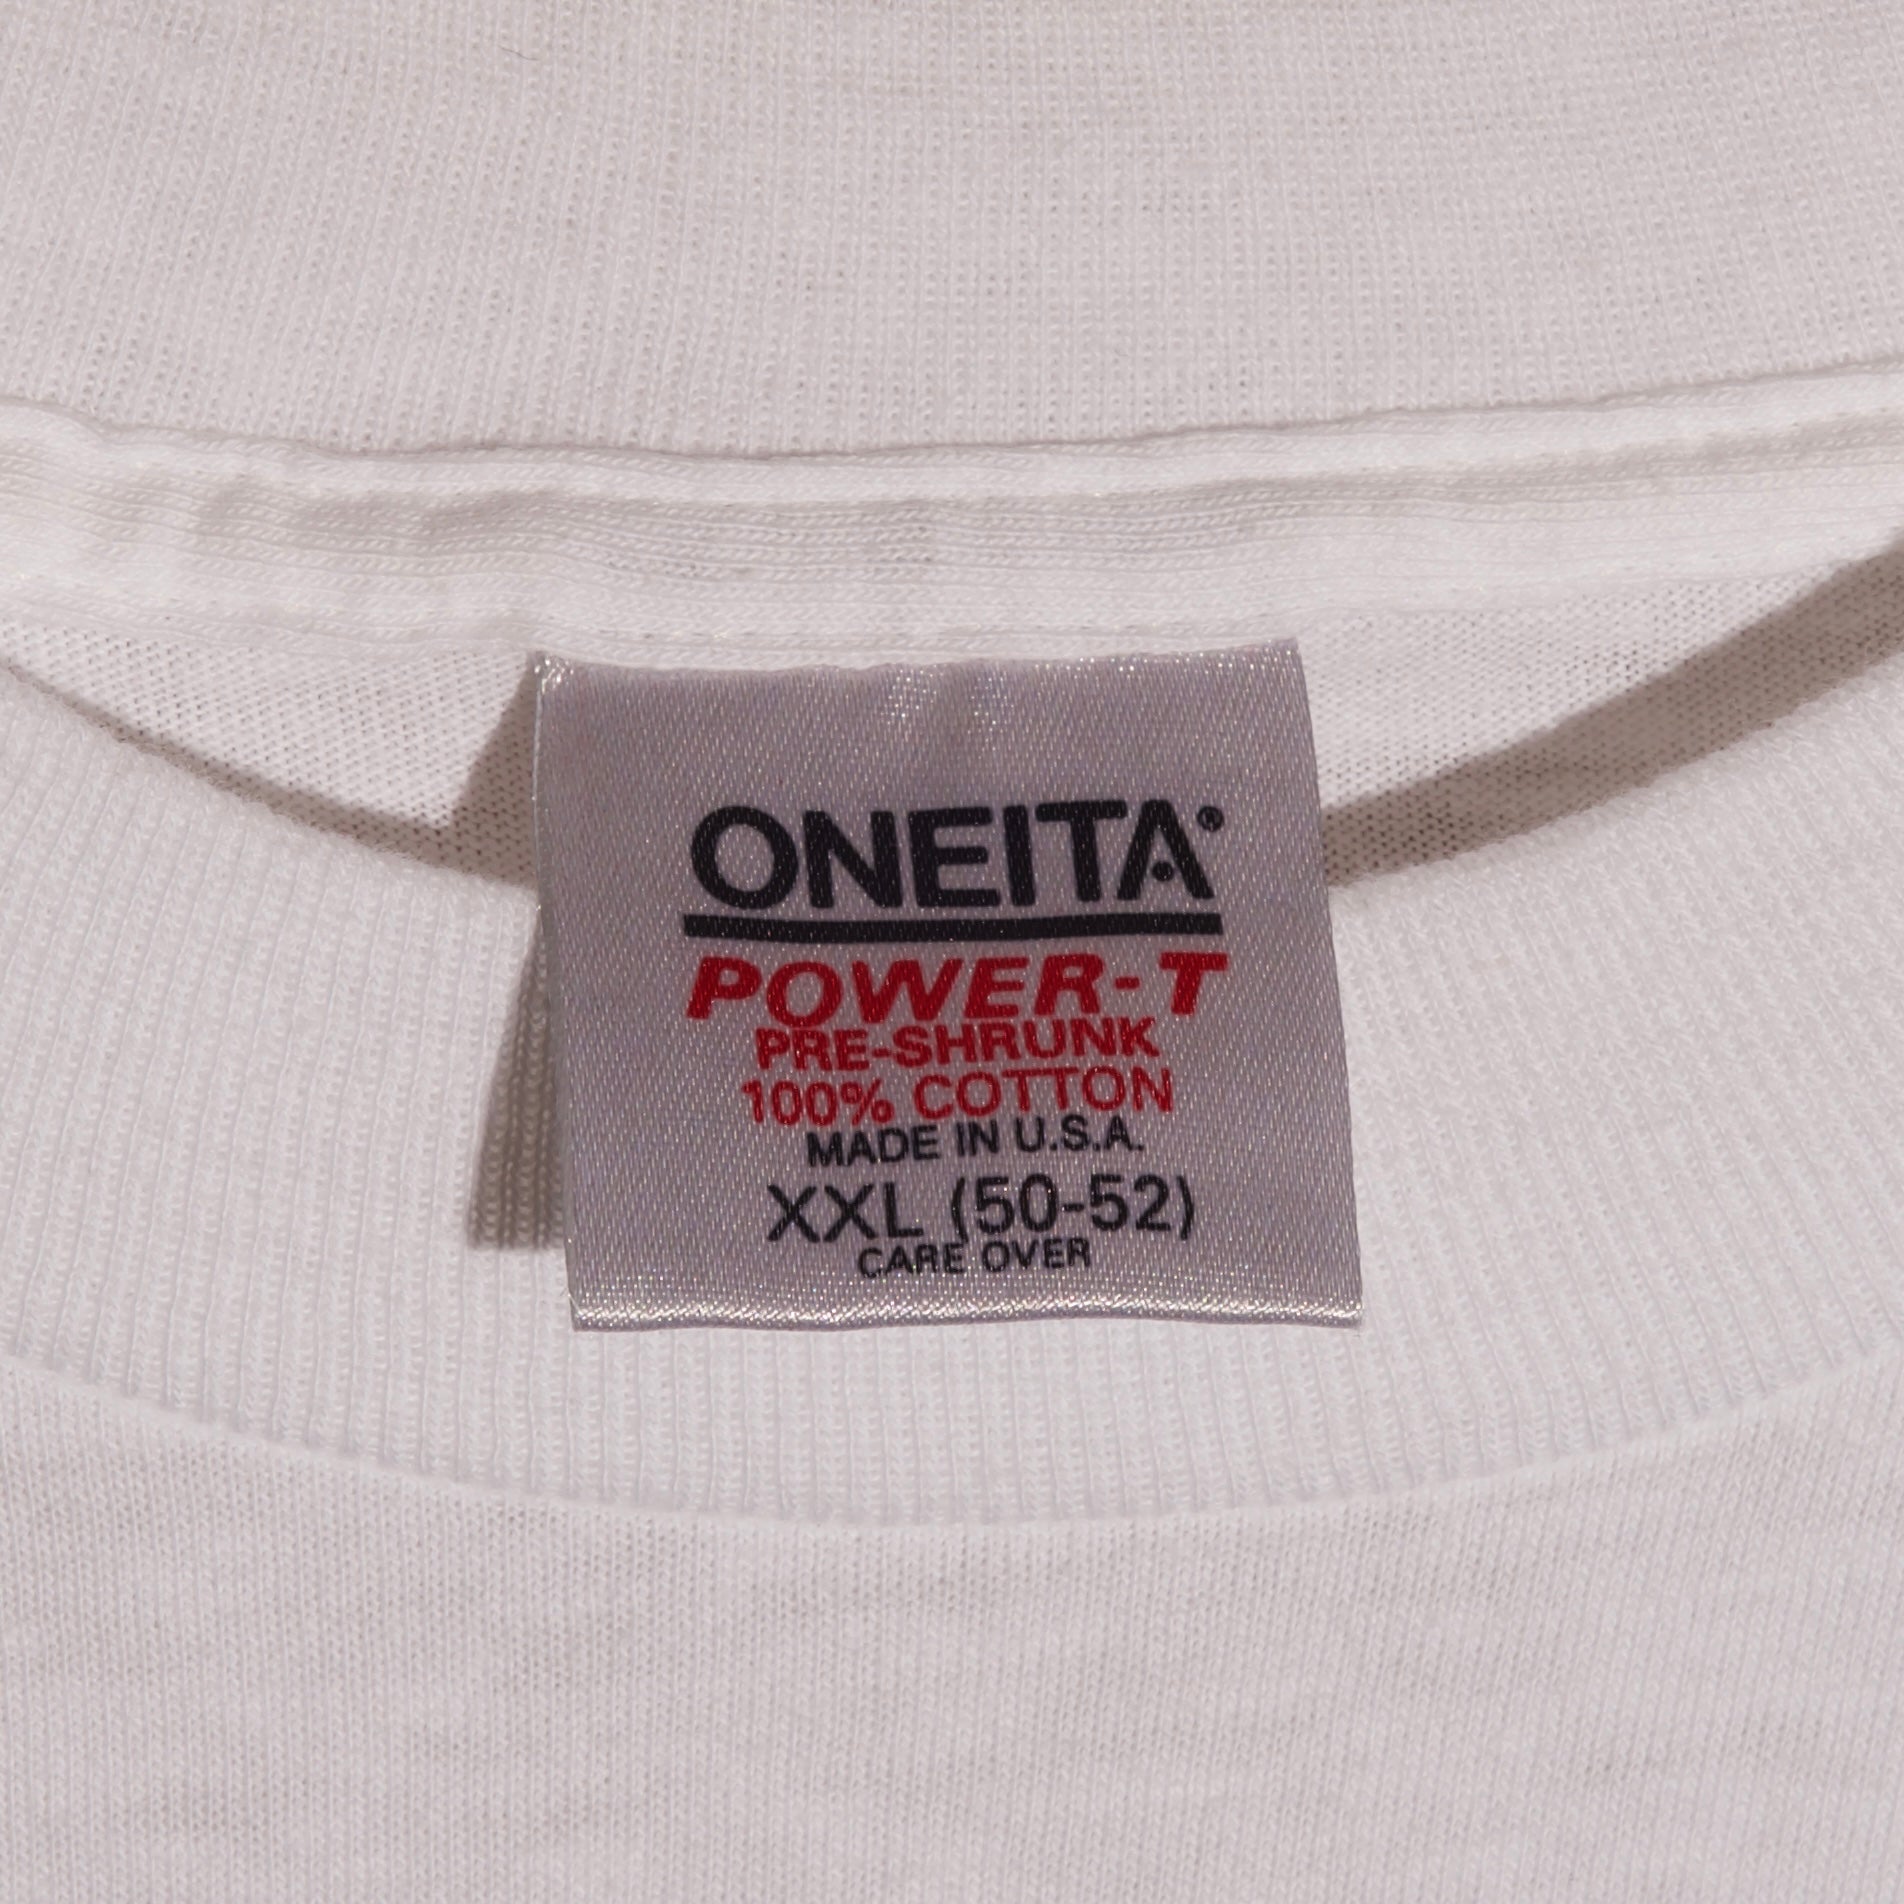 ONEITA®
POWER-T
PRE-SHRUNK
100% COTTON
MADE IN U.S.A.
XXL (50-52)
CARE OVER